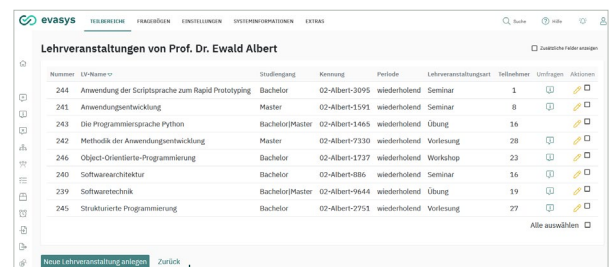 evasys TEILBEREICHE FRAGEBÖGEN EINSTELLUNGEN SYSTEMINFORMATIONEN EXTRAS Suche Hilfe
Lehrveranstaltungen von Prof. Dr. Ewald Albert
Zusätzliche Felder anzeigen
Nummer LV-Name Studiengang Kennung Periode Lehrveranstaltungsart Teilnehmer Umfragen Aktionen
244 Anwendung der Scriptsprache zum Rapid Prototyping Bachelor 02-Albert-3095 wiederholend Seminar 1
241 Anwendungsentwicklung Master 02-Albert-1591 wiederholend Seminar 8
243 Die Programmiersprache Python Bachelor|Master 02-Albert-1465 wiederholend Übung 16
242 Methodik der Anwendungsentwicklung Master 02-Albert-7330 wiederholend Vorlesung 28
246 Object-Orientierte-Programmierung Bachelor 02-Albert-1737 wiederholend Workshop 23
240 Softwarearchitektur Bachelor 02-Albert-886 wiederholend Seminar 16
239 Softwaretechnik Bachelor|Master 02-Albert-9644 wiederholend Übung 19
245 Strukturierte Programmierung Bachelor 02-Albert-2751 wiederholend Vorlesung 27
Alle auswählen
Neue Lehrveranstaltung anlegen Zurück